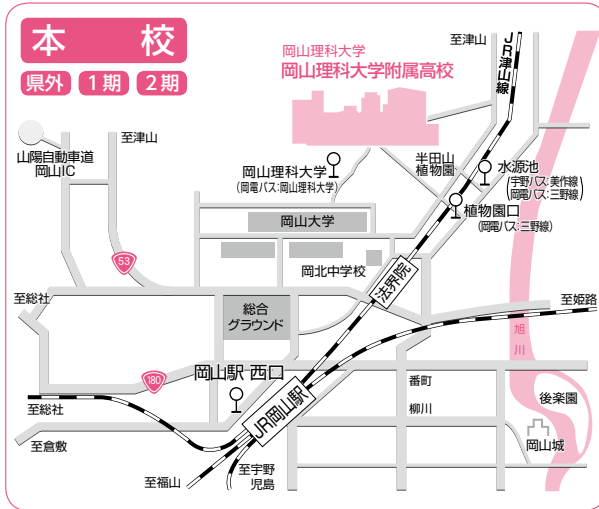 本 校
県外 1期 2期
至津山
JR津山線
岡山理科大学
岡山理科大学附属高校
山陽自動車道
岡山IC
至津山
岡山理科大学
(岡電バス:岡山理科大学)
半田山
植物園
水源池
(宇野バス:美作線)
(岡電バス:三野線)
植物園口
(岡電バス:三野線)
岡山大学
53
岡北中学校
法界院
至総社
総合
グラウンド
至姫路
旭川
180
岡山駅 西口
番町
後楽園
至総社
JR岡山駅
柳川
岡山城
至倉敷
至福山
至宇野
児島